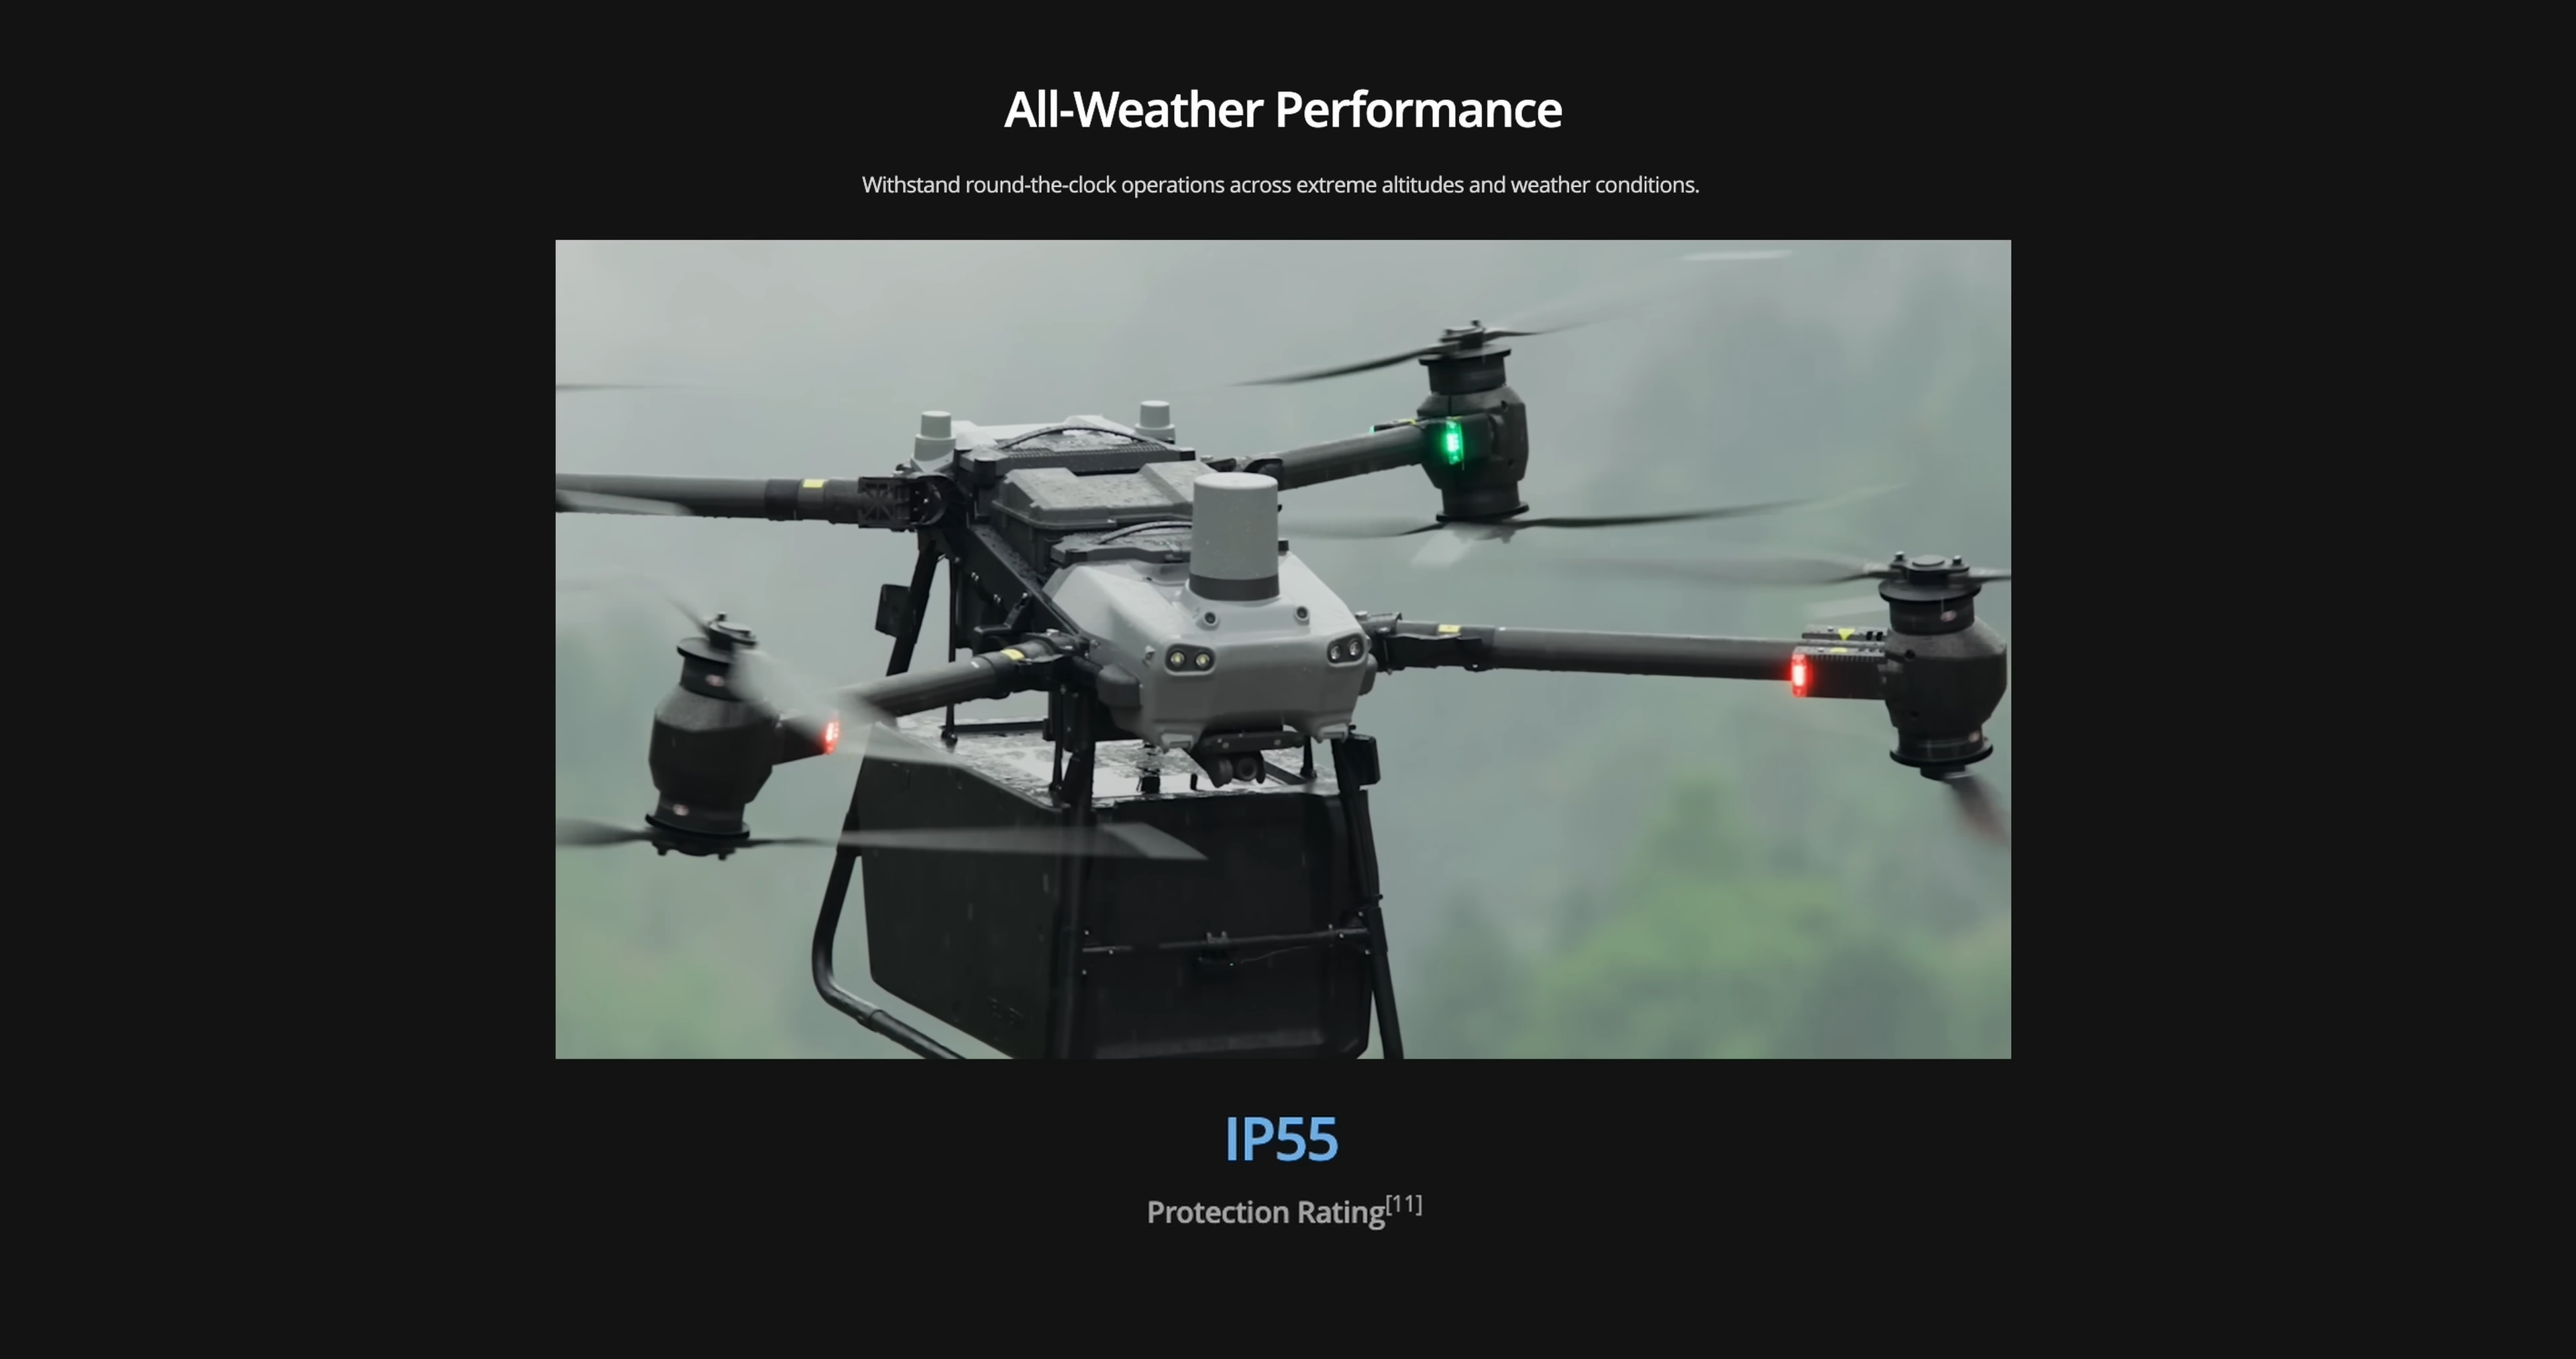 All-Weather Performance
Withstand round-the-clock operations across extreme altitudes and weather conditions.
IP55
Protection Rating[11]